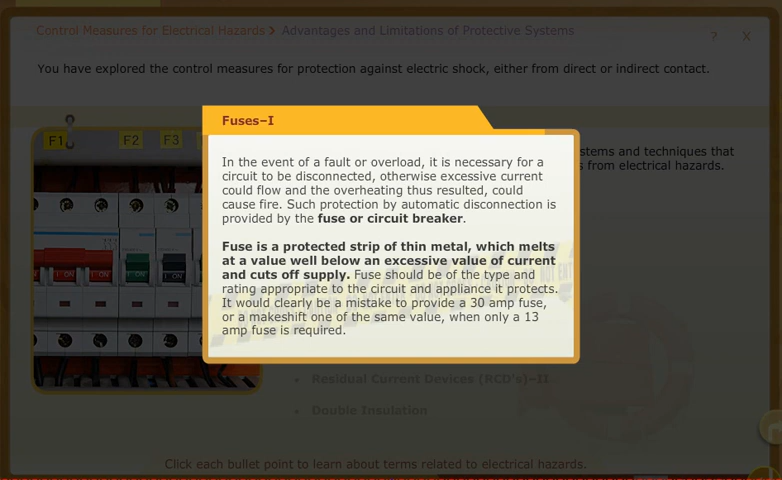 Control Measures for Electrical Hazards > Advantages and Limitations of Protective Systems
? X
You have explored the control measures for protection against electric shock, either from direct or indirect contact.
F1 F2 F3
stems and techniques that
s from electrical hazards.
Fuses–I
In the event of a fault or overload, it is necessary for a
circuit to be disconnected, otherwise excessive current
could flow and the overheating thus resulted, could
cause fire. Such protection by automatic disconnection is
provided by the fuse or circuit breaker.
Fuse is a protected strip of thin metal, which melts
at a value well below an excessive value of current
and cuts off supply. Fuse should be of the type and
rating appropriate to the circuit and appliance it protects.
It would clearly be a mistake to provide a 30 amp fuse,
or a makeshift one of the same value, when only a 13
amp fuse is required.
• Residual Current Devices (RCD's)–II
• Double Insulation
Click each bullet point to learn about terms related to electrical hazards.